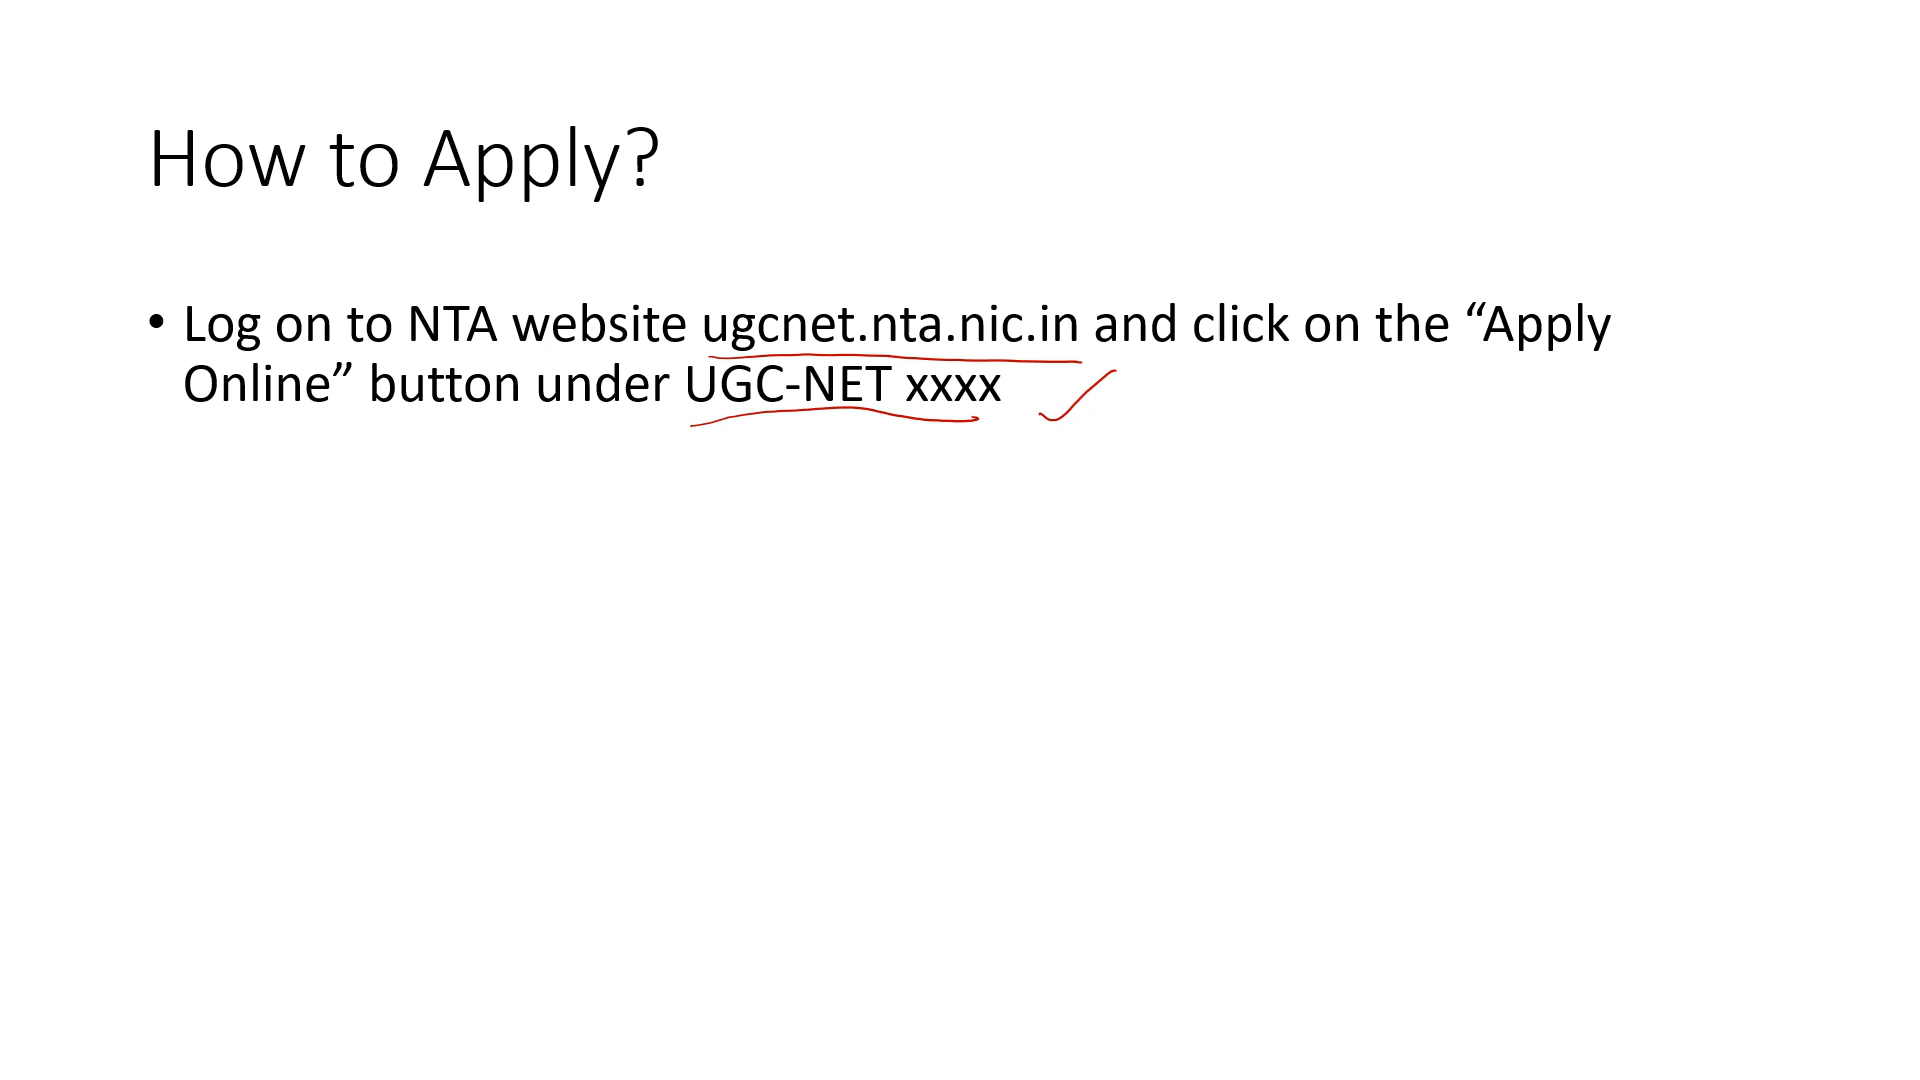 How to Apply?
• Log on to NTA website ugcnet.nta.nic.in and click on the “Apply
Online” button under UGC-NET xxxx